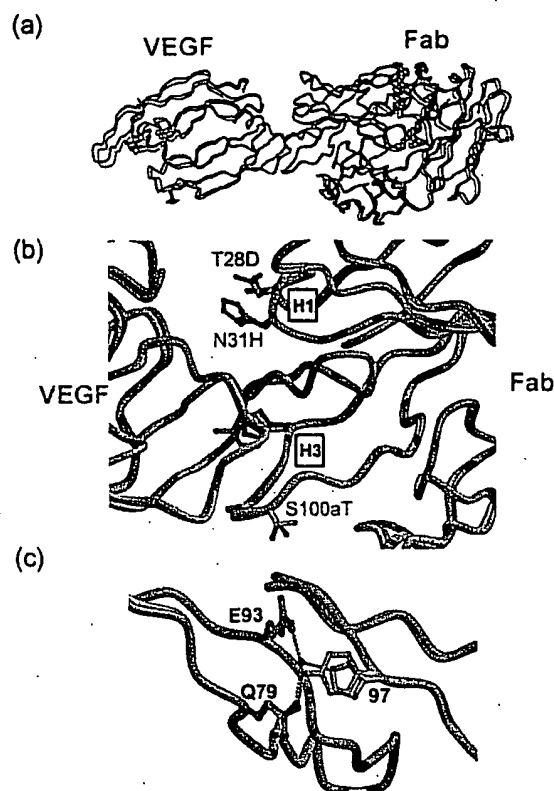 (a)
VEGF
Fab
(b)
T28D
H1
N31H
VEGF
Fab
H3
S100aT
(c)
E93
Q79
97